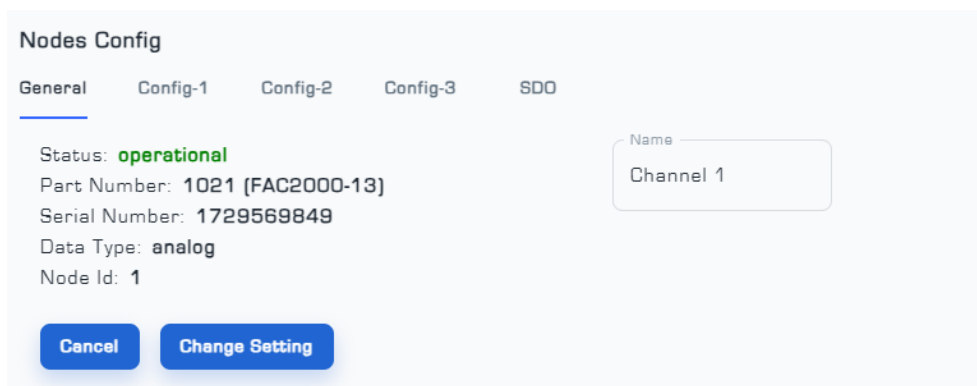 Nodes Config
General Config-1 Config-2 Config-3 SDO
Status: operational
Part Number: 1021 (FAC2000-13)
Serial Number: 1729569849
Data Type: analog
Node Id: 1
Name
Channel 1
Cancel Change Setting